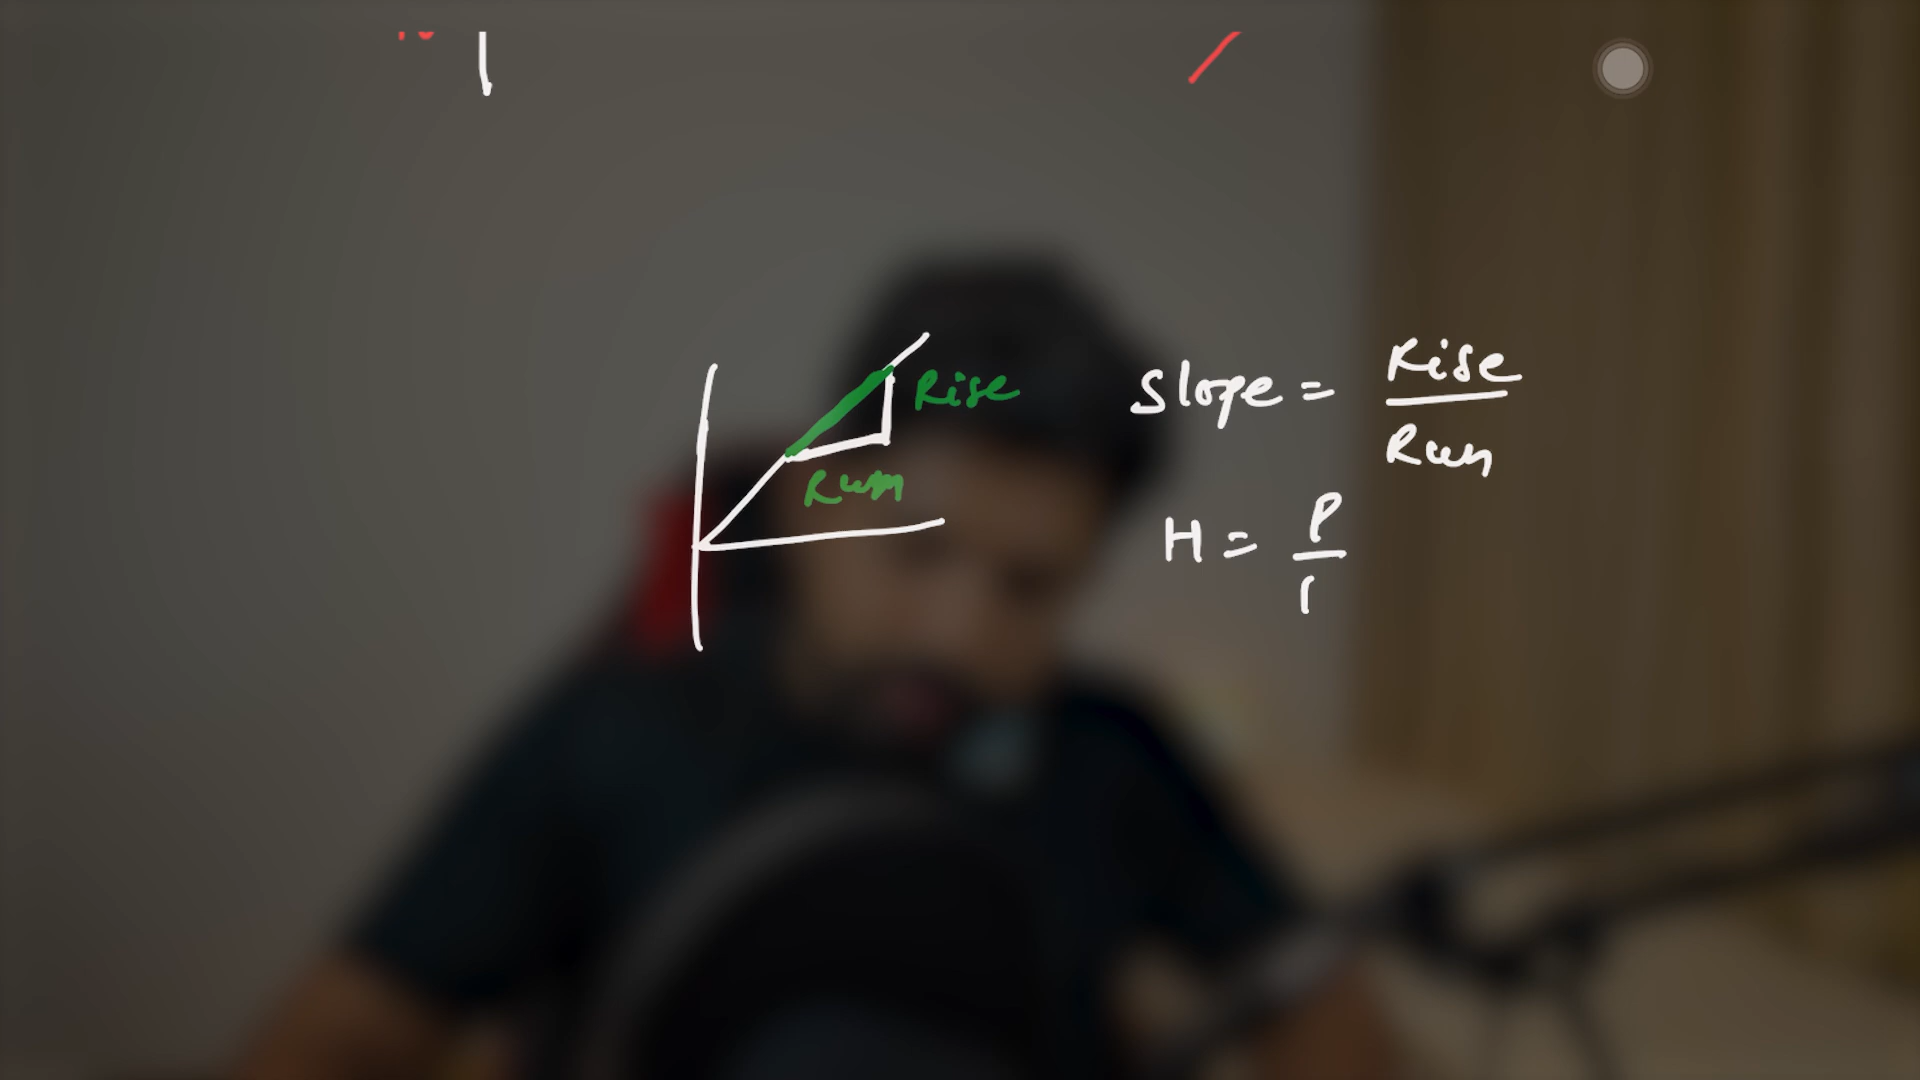 Rise
Run
Slope = Rise
Run
H = P